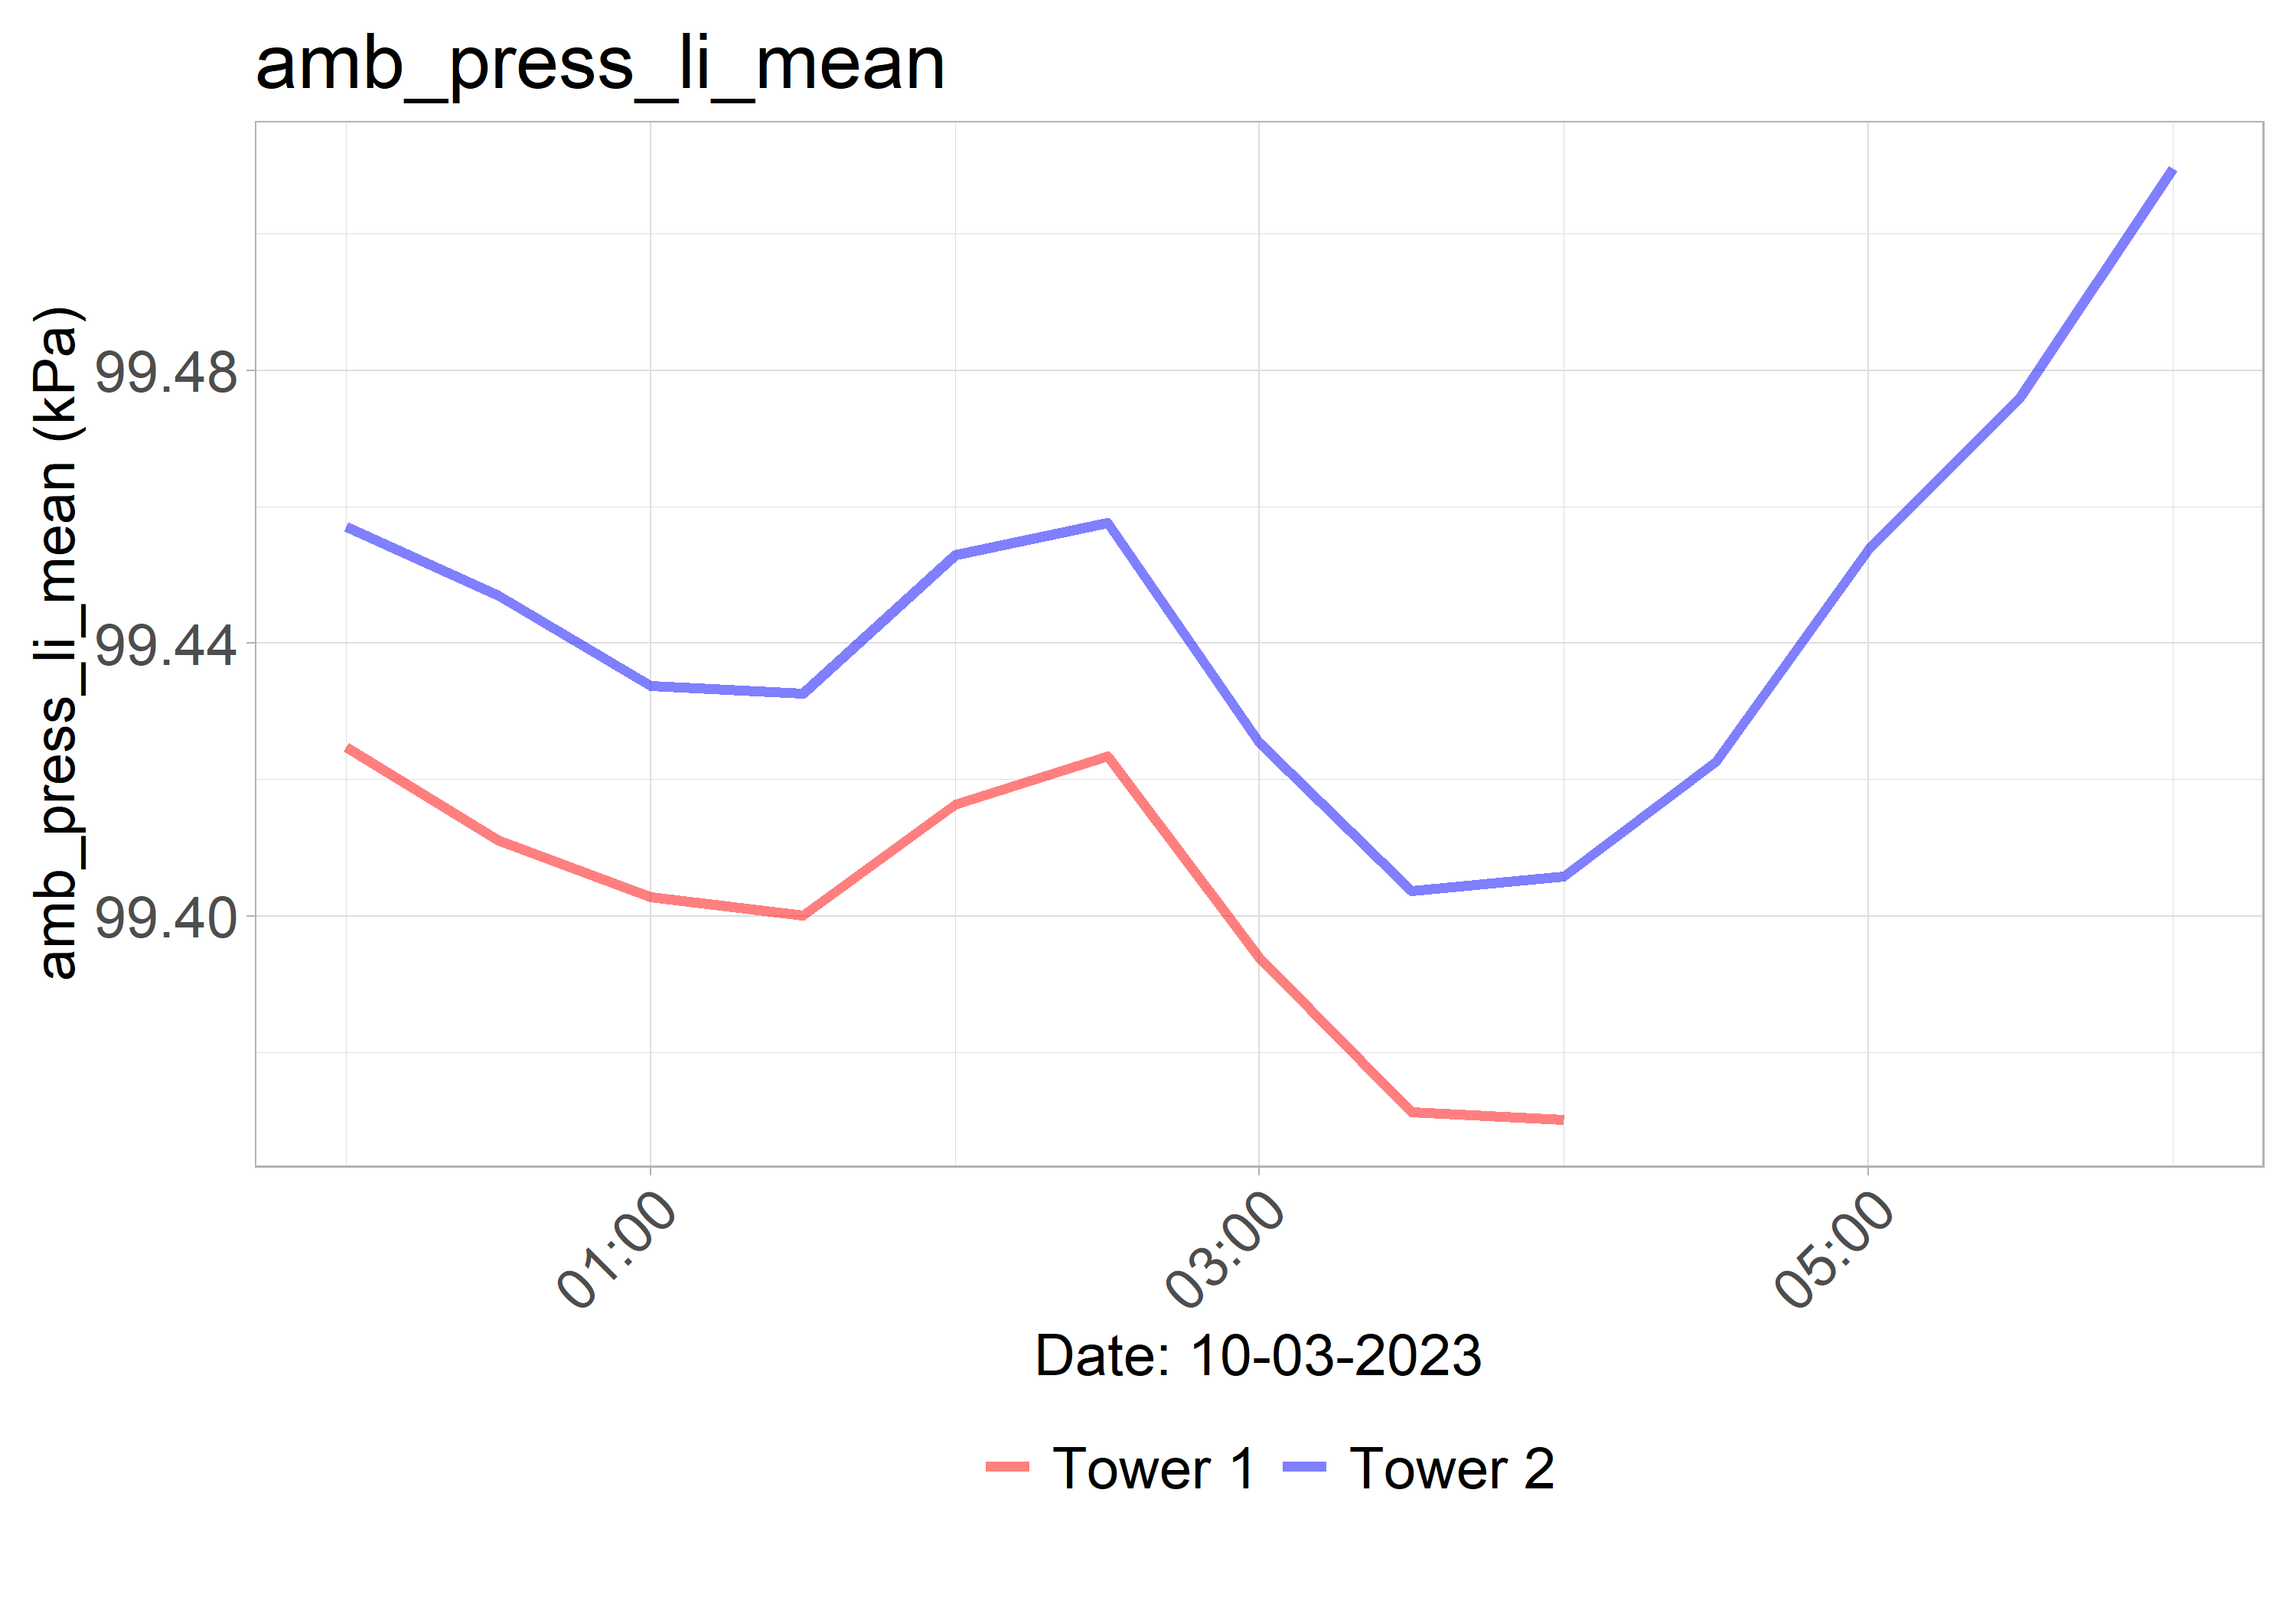 amb_press_li_mean
amb_press_li_mean (kPa)
99.48
99.44
99.40
01:00
03:00
05:00
Date: 10-03-2023
Tower 1
Tower 2